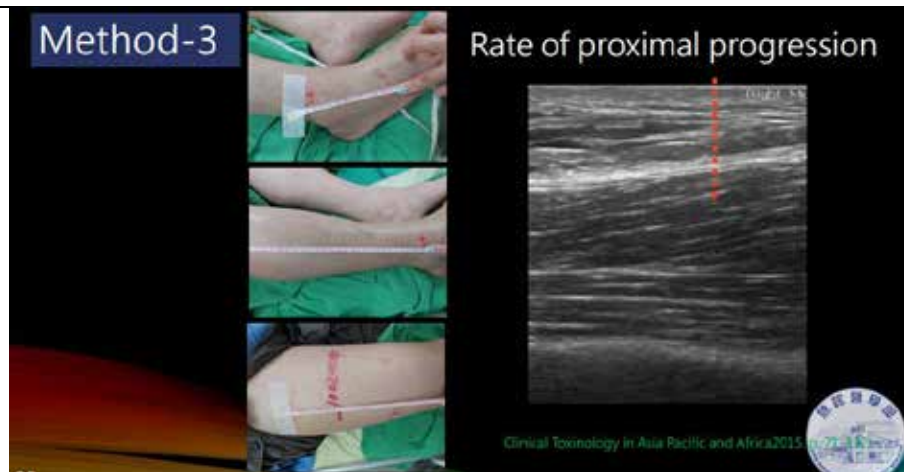 Method-3
Rate of proximal progression
Clinical Toxinology in Asia Pacific and Africa2015